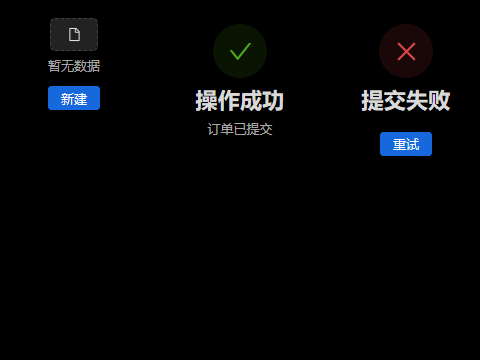 暂无数据
新建
操作成功
订单已提交
提交失败
重试